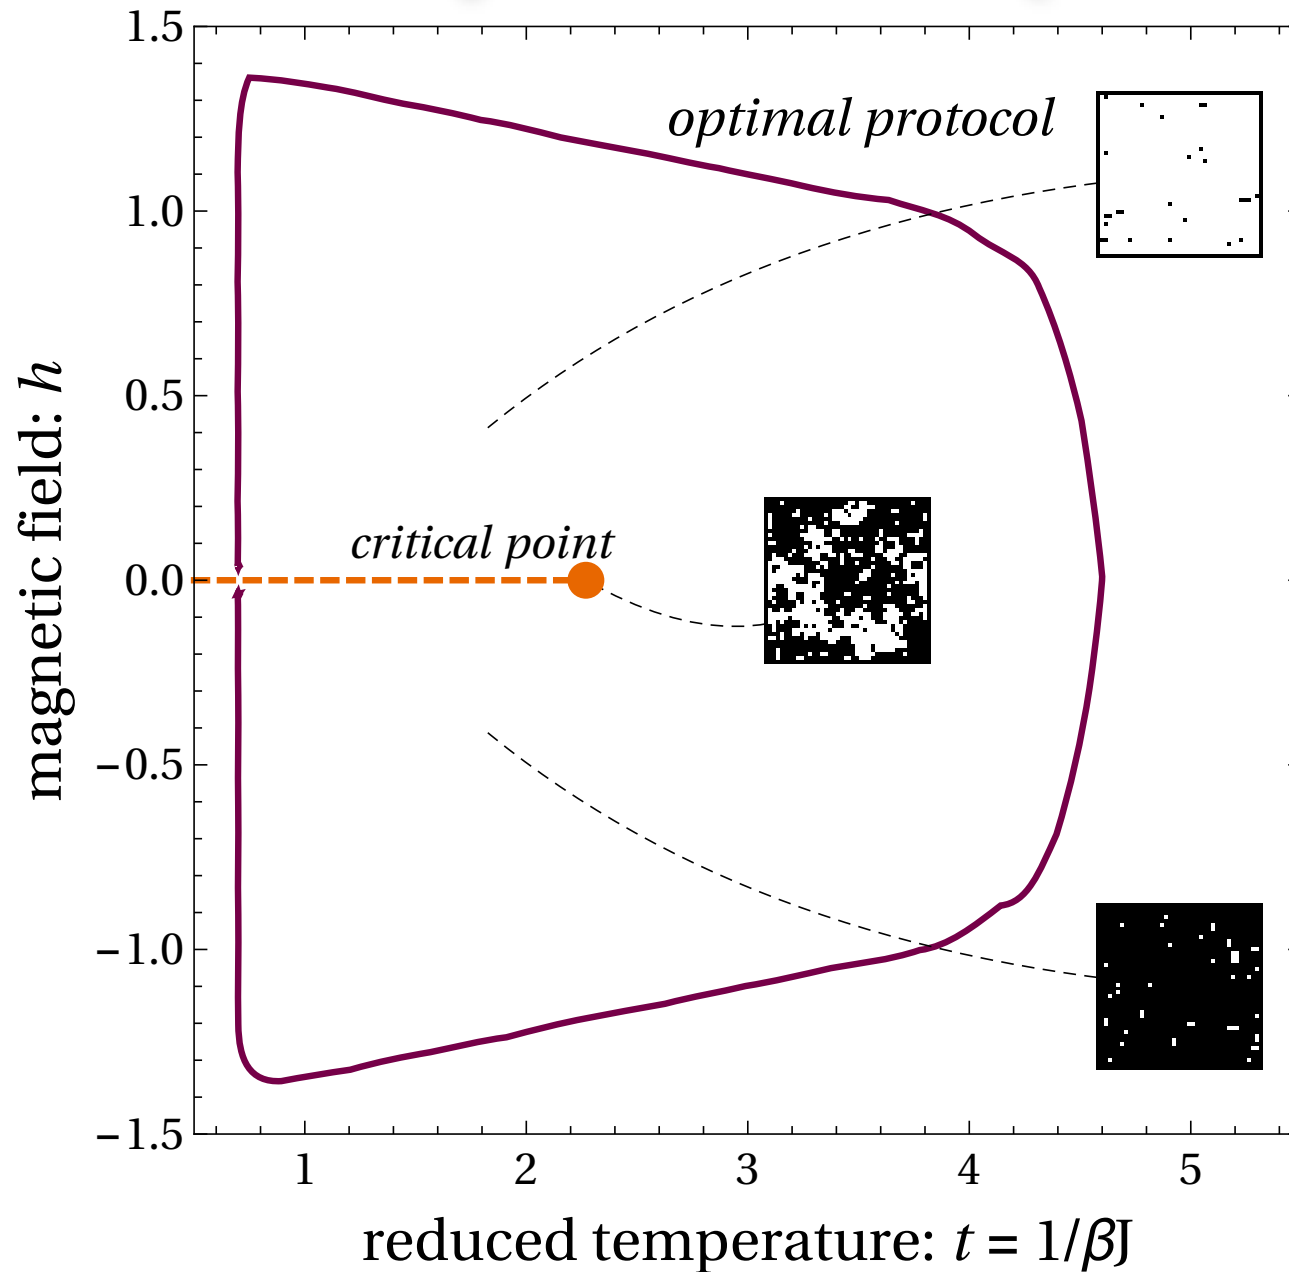 1.5
optimal protocol
1.0
0.5
critical point
0.0
−0.5
−1.0
−1.5
magnetic field: h
1 2 3 4 5
reduced temperature: t = 1/βJ